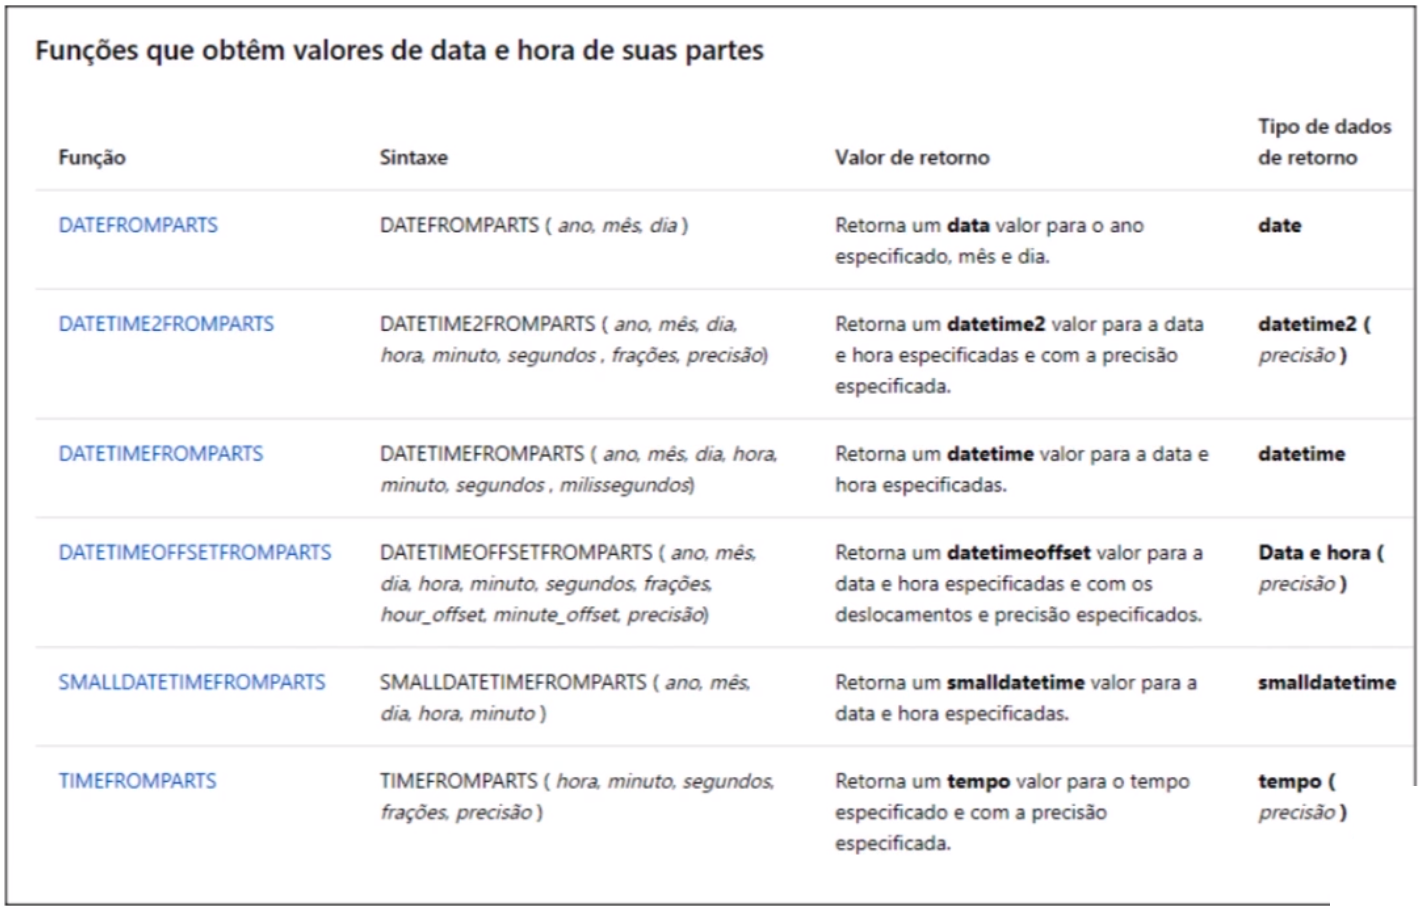 Funções que obtêm valores de data e hora de suas partes
Função
Sintaxe
Valor de retorno
Tipo de dados
de retorno
DATEFROMPARTS
DATEFROMPARTS ( ano, mês, dia )
Retorna um data valor para o ano
especificado, mês e dia.
date
DATETIME2FROMPARTS
DATETIME2FROMPARTS ( ano, mês, dia,
hora, minuto, segundos , frações, precisão)
Retorna um datetime2 valor para a data
e hora especificadas e com a precisão
especificada.
datetime2 (
precisão )
DATETIMEFROMPARTS
DATETIMEFROMPARTS ( ano, mês, dia, hora,
minuto, segundos , milissegundos)
Retorna um datetime valor para a data e
hora especificadas.
datetime
DATETIMEOFFSETFROMPARTS
DATETIMEOFFSETFROMPARTS ( ano, mês,
dia, hora, minuto, segundos, frações,
hour_offset, minute_offset, precisão)
Retorna um datetimeoffset valor para a
data e hora especificadas e com os
deslocamentos e precisão especificados.
Data e hora (
precisão )
SMALLDATETIMEFROMPARTS
SMALLDATETIMEFROMPARTS ( ano, mês,
dia, hora, minuto )
Retorna um smalldatetime valor para a
data e hora especificadas.
smalldatetime
TIMEFROMPARTS
TIMEFROMPARTS ( hora, minuto, segundos,
frações, precisão )
Retorna um tempo valor para o tempo
especificado e com a precisão
especificada.
tempo (
precisão )